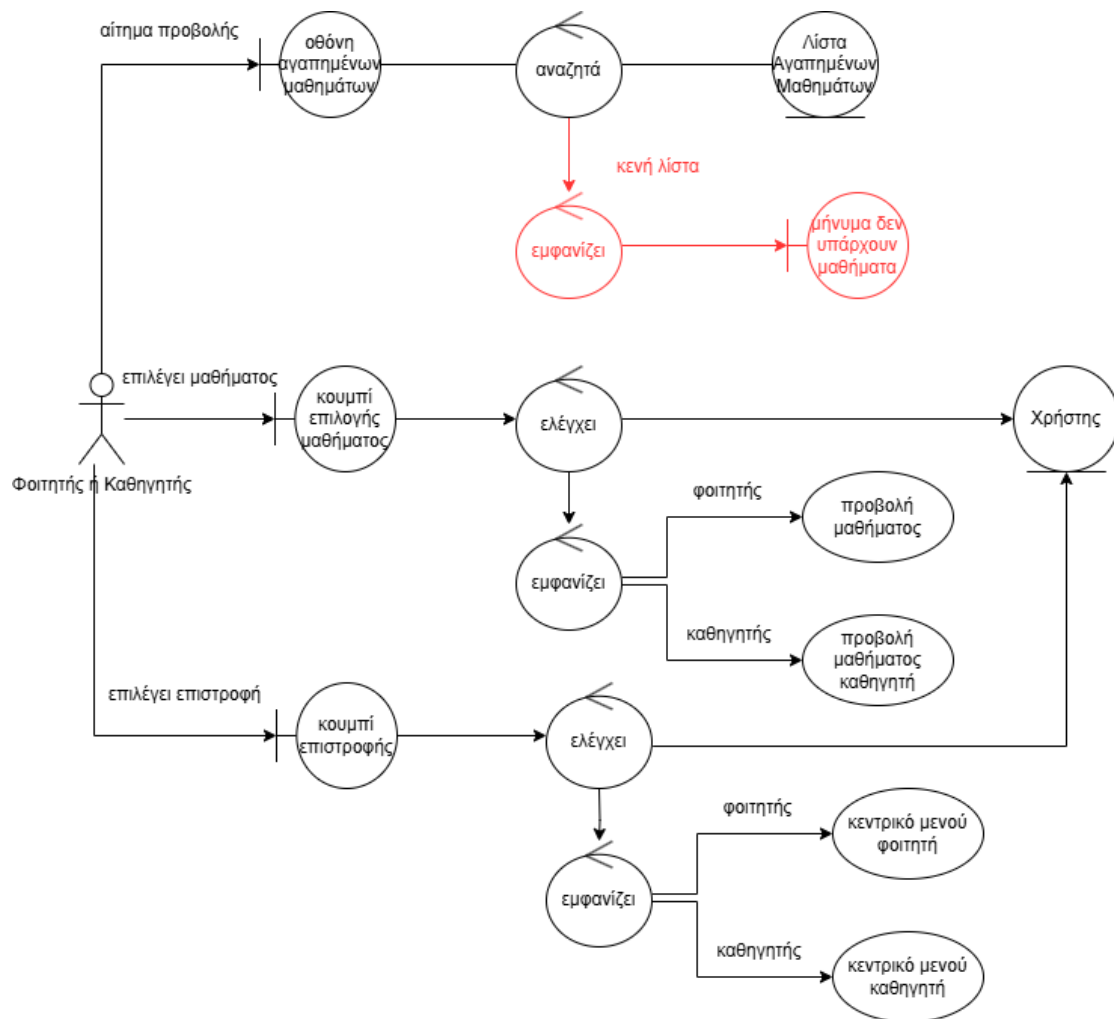 αίτημα προβολής
οθόνη
αγαπημένων
μαθημάτων
αναζητά
Λίστα
Αγαπημένων
Μαθημάτων
κενή λίστα
εμφανίζει
μήνυμα δεν
υπάρχουν
μαθήματα
επιλέγει μαθήματος
κουμπί
επιλογής
μαθήματος
ελέγχει
Χρήστης
Φοιτητής ή Καθηγητής
φοιτητής
προβολή
μαθήματος
εμφανίζει
καθηγητής
προβολή
μαθήματος
καθηγητή
επιλέγει επιστροφή
κουμπί
επιστροφής
ελέγχει
φοιτητής
κεντρικό μενού
φοιτητή
εμφανίζει
καθηγητής
κεντρικό μενού
καθηγητή